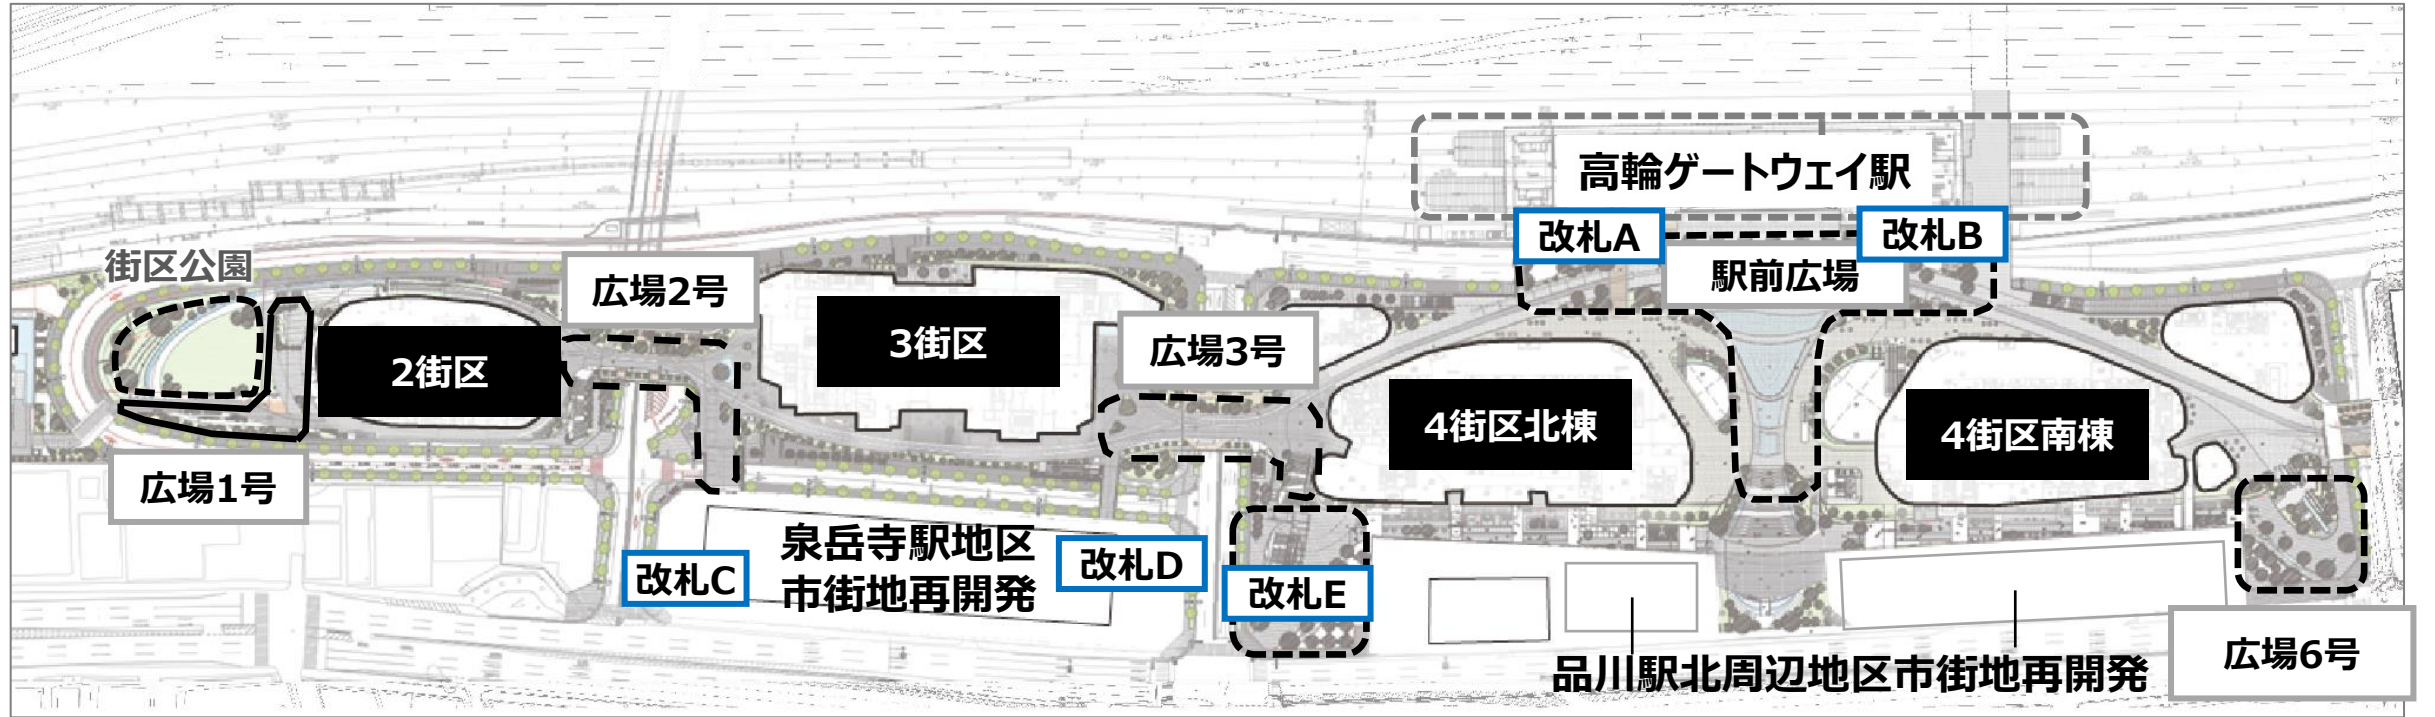 高輪ゲートウェイ駅
改札A
改札B
駅前広場
街区公園
広場2号
3街区
広場3号
2街区
4街区北棟
4街区南棟
広場1号
泉岳寺駅地区
市街地再開発
改札C
改札D
改札E
品川駅北周辺地区市街地再開発
広場6号